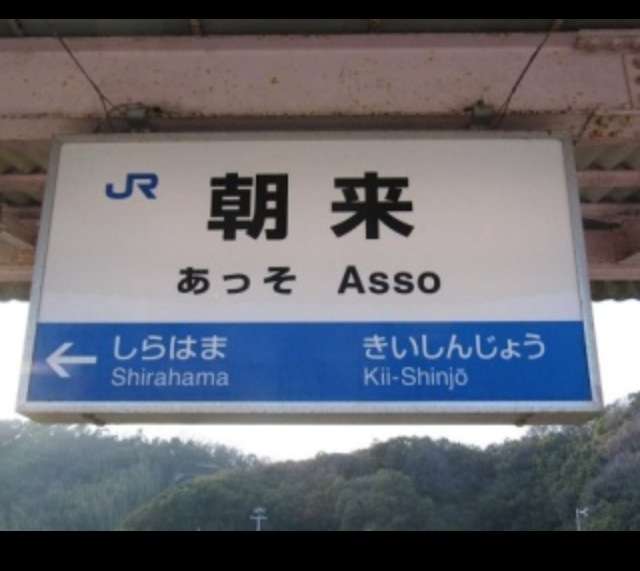 JR 朝来
あっそ Asso
← しらはま きいしんじょう
Shirahama Kii-Shinjō